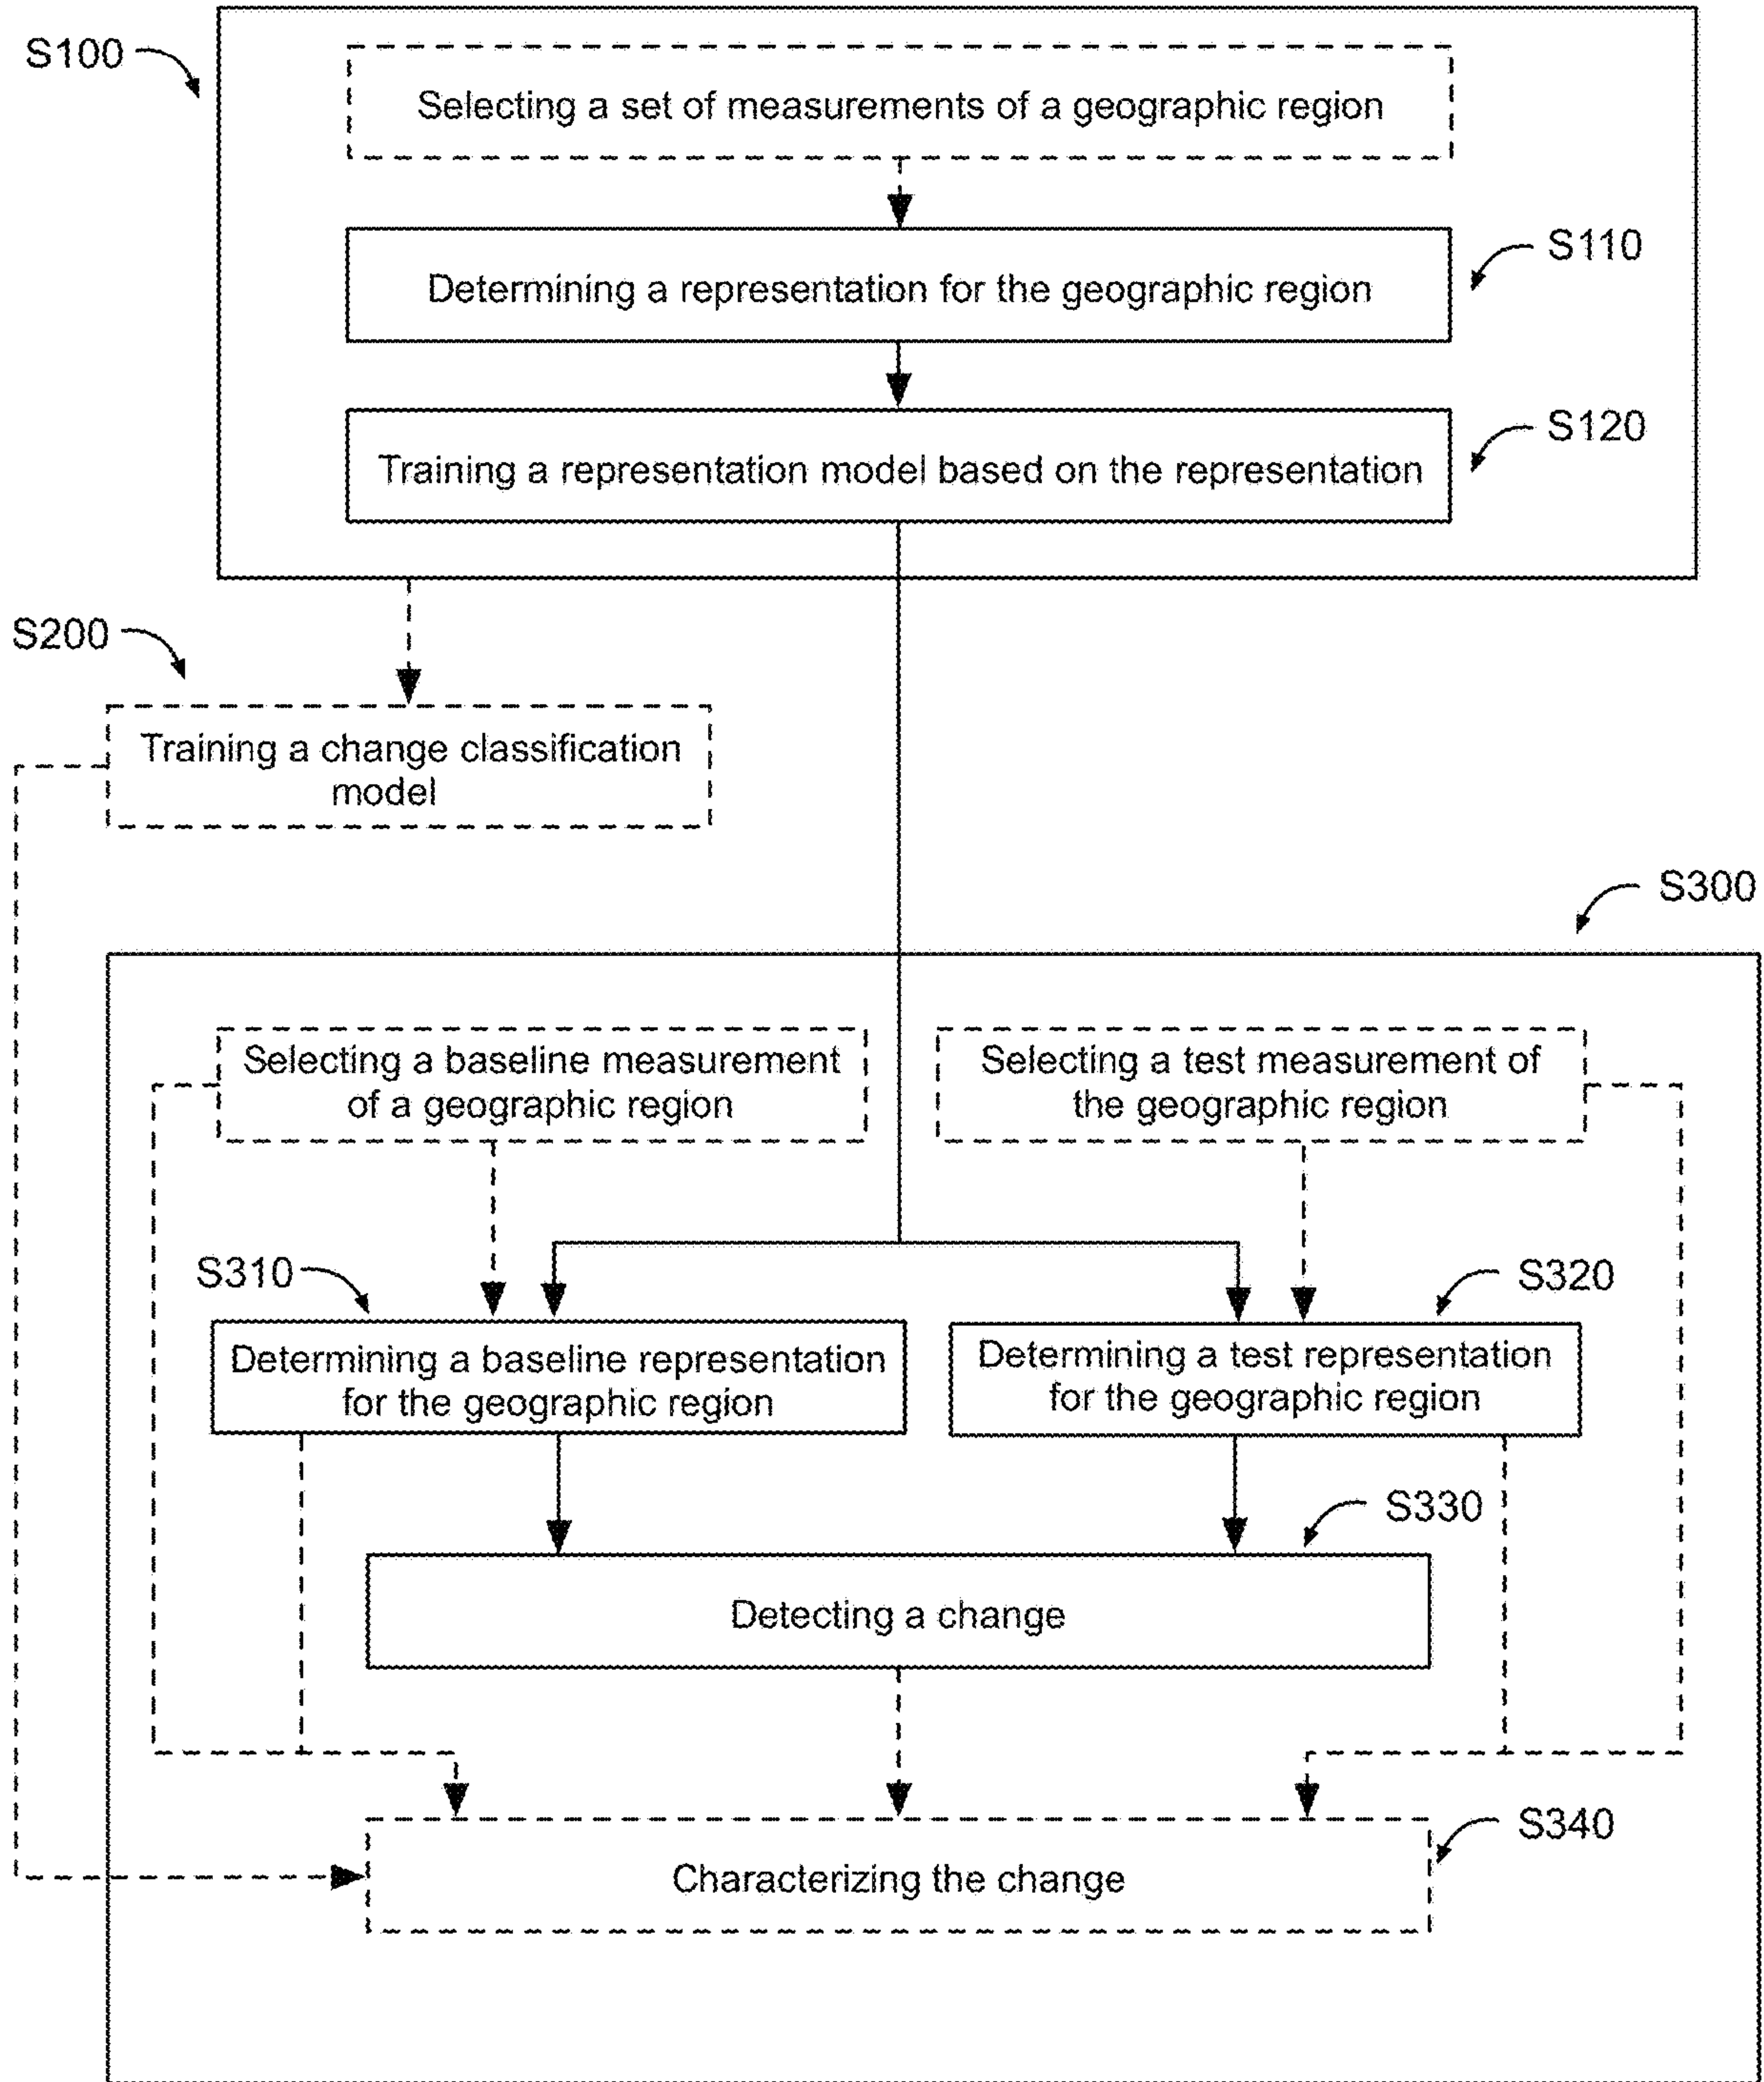 S100
Selecting a set of measurements of a geographic region
Determining a representation for the geographic region
S110
Training a representation model based on the representation
S120
S200
Training a change classification
model
S300
Selecting a baseline measurement
of a geographic region
Selecting a test measurement of
the geographic region
S310
Determining a baseline representation
for the geographic region
S320
Determining a test representation
for the geographic region
S330
Detecting a change
S340
Characterizing the change